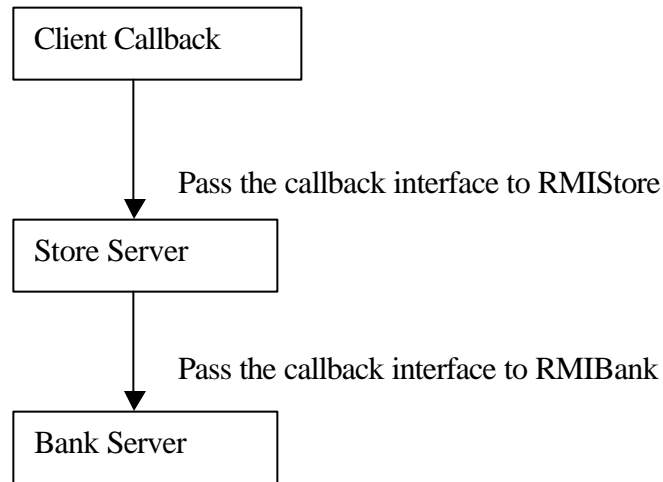 Client Callback
Pass the callback interface to RMIStore
Store Server
Pass the callback interface to RMIBank
Bank Server